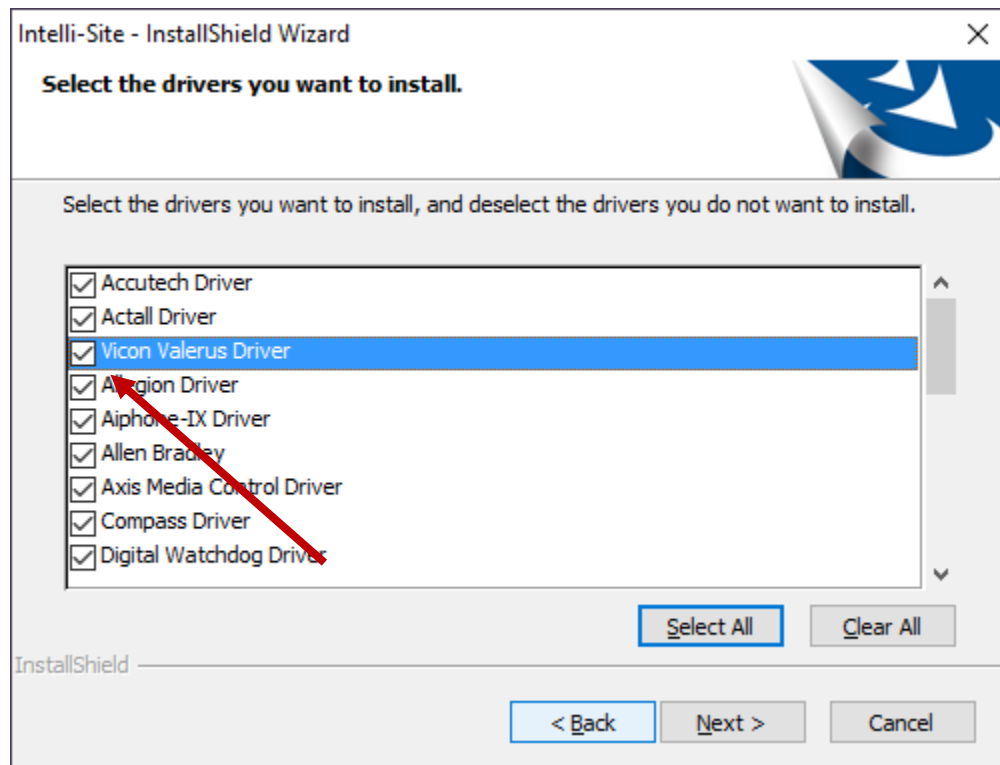 Intelli-Site - InstallShield Wizard
Select the drivers you want to install.
Select the drivers you want to install, and deselect the drivers you do not want to install.
Accutech Driver
Actall Driver
Vicon Valerus Driver
Allegion Driver
Aiphone-IX Driver
Allen Bradley
Axis Media Control Driver
Compass Driver
Digital Watchdog Driver
Select All
Clear All
InstallShield
< Back
Next >
Cancel